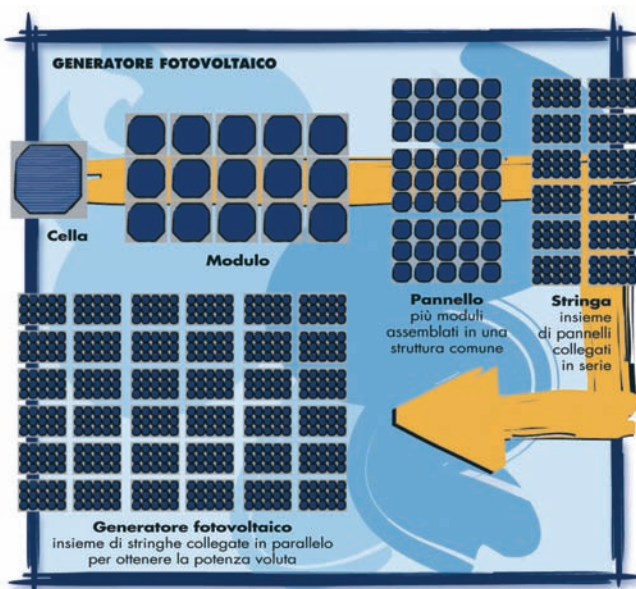 GENERATORE FOTOVOLTAICO
Cella
Modulo
Pannello
più moduli
assemblati in una
struttura comune
Stringa
insieme
di pannelli
collegati
in serie
Generatore fotovoltaico
insieme di stringhe collegate in parallelo
per ottenere la potenza voluta